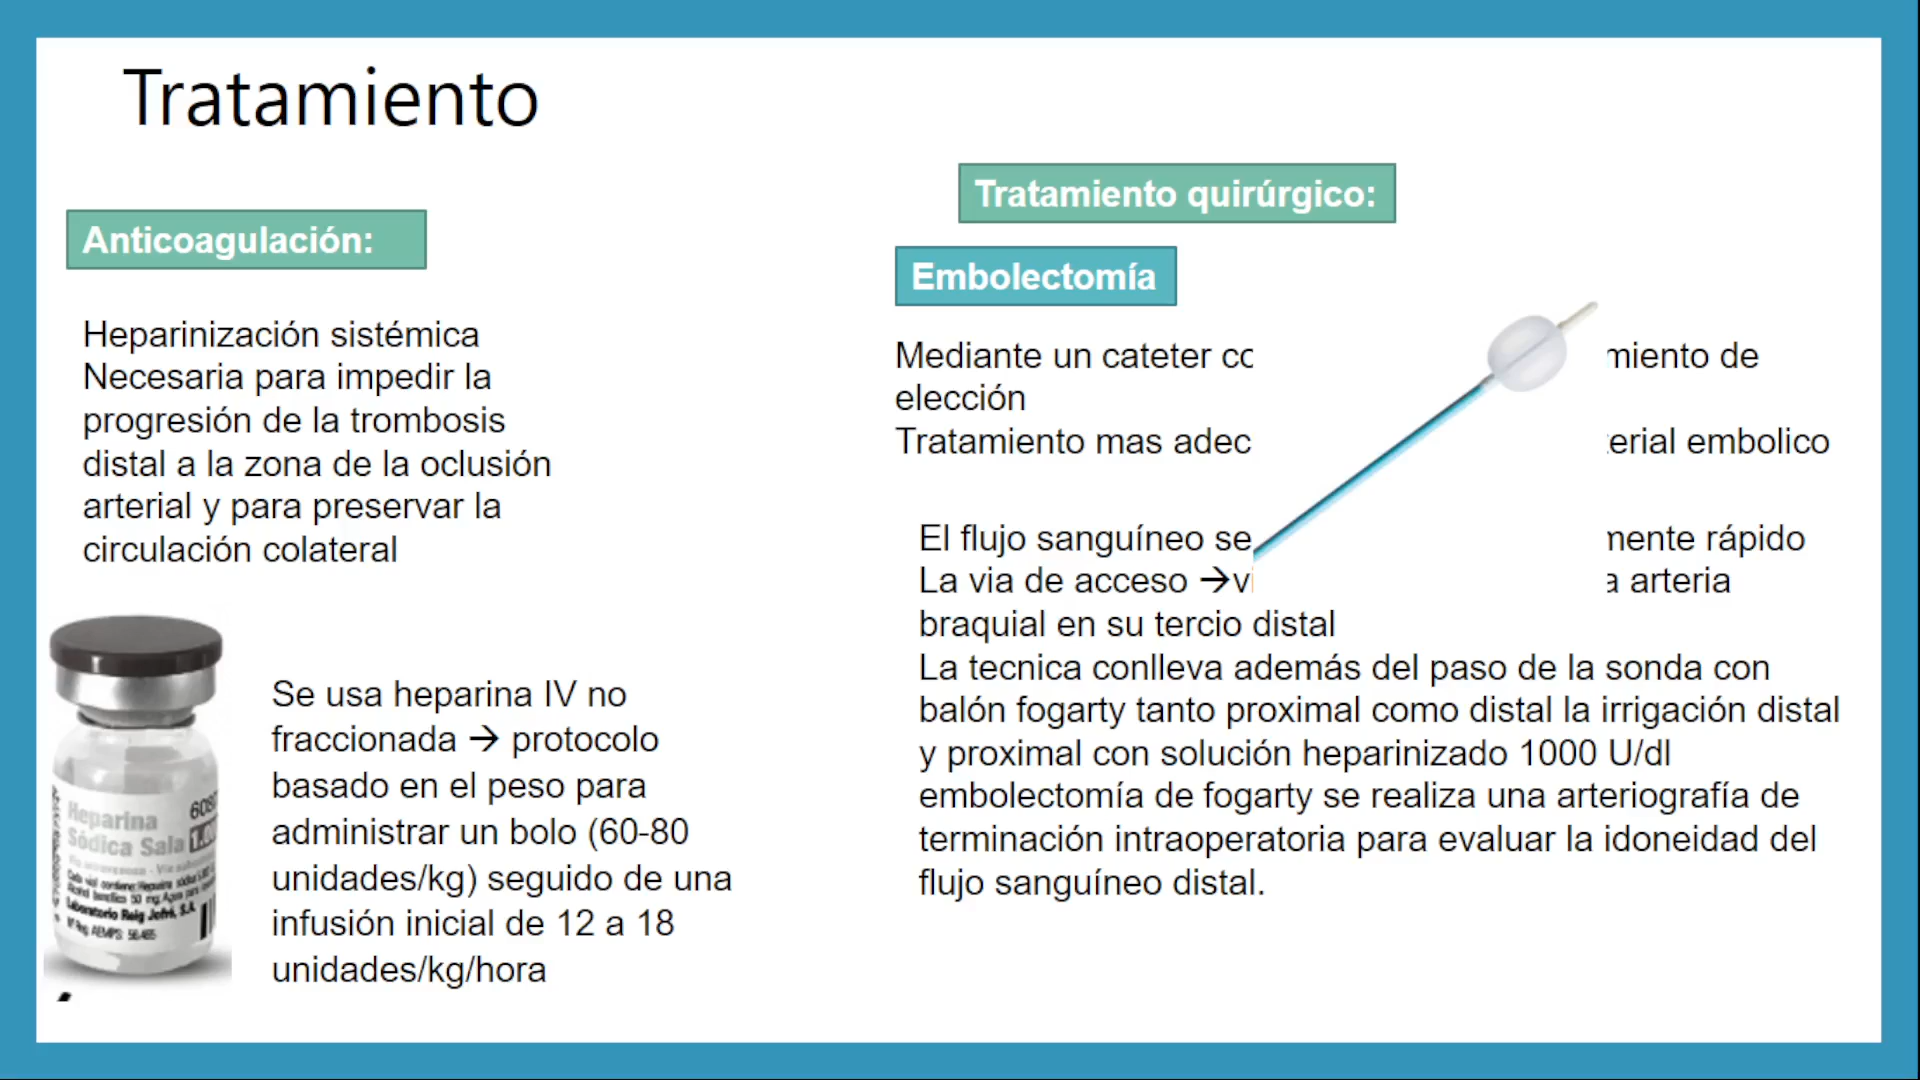 Tratamiento
Anticoagulación:
Heparinización sistémica
Necesaria para impedir la
progresión de la trombosis
distal a la zona de la oclusión
arterial y para preservar la
circulación colateral
Heparina
Sódica Sala
Laboratorio Reig Jofré, S.A.
Se usa heparina IV no
fraccionada → protocolo
basado en el peso para
administrar un bolo (60-80
unidades/kg) seguido de una
infusión inicial de 12 a 18
unidades/kg/hora
Tratamiento quirúrgico:
Embolectomía
Mediante un cateter de
elección
Tratamiento mas embolico
El flujo sanguíneo se rápido
La via de acceso → arteria
braquial en su tercio distal
La tecnica conlleva además del paso de la sonda con
balón fogarty tanto proximal como distal la irrigación distal
y proximal con solución heparinizado 1000 U/dl
embolectomía de fogarty se realiza una arteriografía de
terminación intraoperatoria para evaluar la idoneidad del
flujo sanguíneo distal.